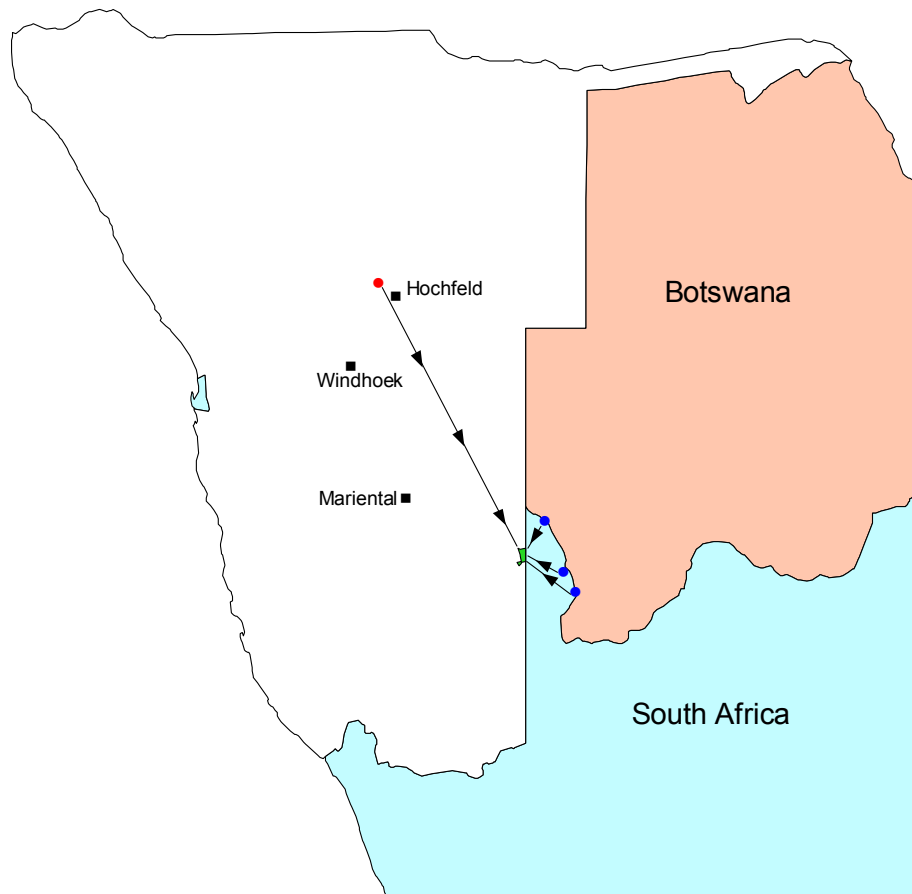 Hochfeld
Botswana
Windhoek
Mariental
South Africa